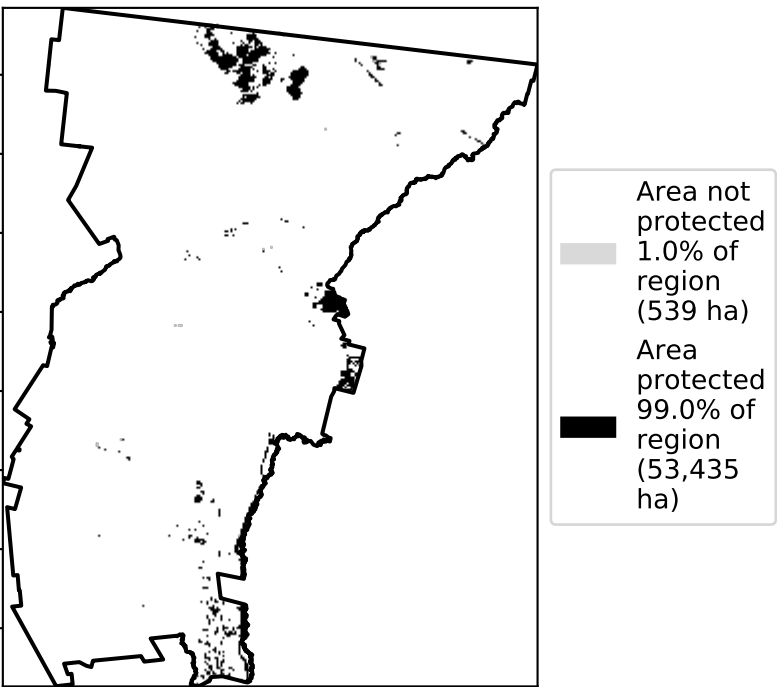 Area not
protected
1.0% of
region
(539 ha)
Area
protected
99.0% of
region
(53,435
ha)